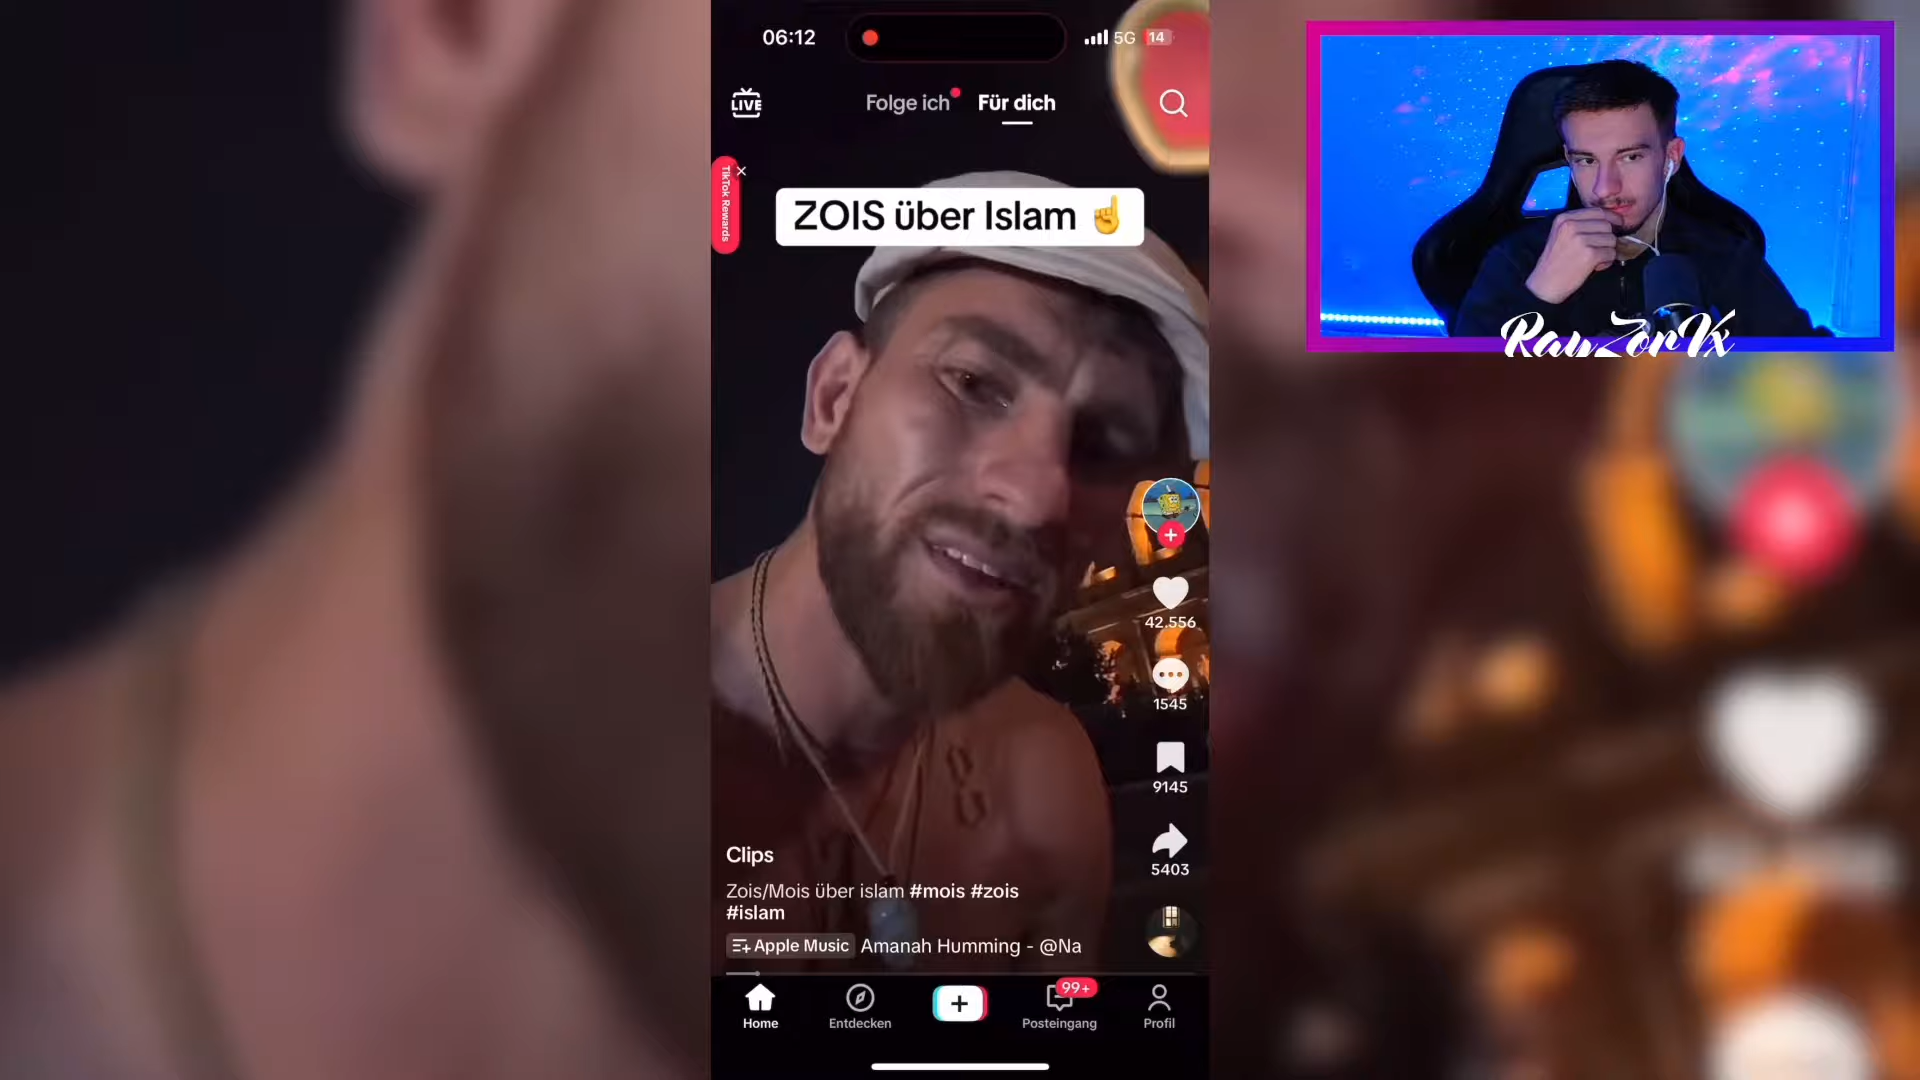 06:12
5G
14
LIVE
Folge ich
Für dich
TikTok Rewards
ZOIS über Islam ☝
RayZorVx
42.556
1545
9145
5403
Clips
Zois/Mois über islam #mois #zois
#islam
Apple Music
Amanah Humming - @Na
99+
Home
Entdecken
Posteingang
Profil